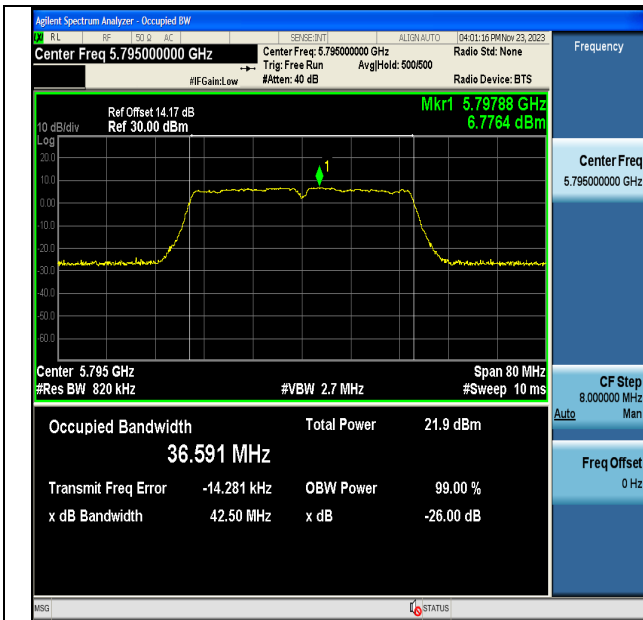 Agilent Spectrum Analyzer - Occupied BW
RL RF 50 Ω AC SENSE:INT ALIGN AUTO 04:01:16 PM Nov 23, 2023
Center Freq 5.795000000 GHz
Center Freq: 5.795000000 GHz
Radio Std: None
Trig: Free Run Avg|Hold: 500/500
#IFGain:Low #Atten: 40 dB Radio Device: BTS
Frequency
Ref Offset 14.17 dB
10 dB/div Ref 30.00 dBm
Mkr1 5.79788 GHz
6.7764 dBm
Log
20.0
10.0
0.00
-10.0
-20.0
-30.0
-40.0
-50.0
-60.0
1
Center 5.795 GHz Span 80 MHz
#Res BW 820 kHz #VBW 2.7 MHz #Sweep 10 ms
Center Freq
5.795000000 GHz
CF Step
8.000000 MHz
Auto Man
Freq Offset
0 Hz
Occupied Bandwidth Total Power 21.9 dBm
36.591 MHz
Transmit Freq Error -14.281 kHz OBW Power 99.00 %
x dB Bandwidth 42.50 MHz x dB -26.00 dB
MSG STATUS